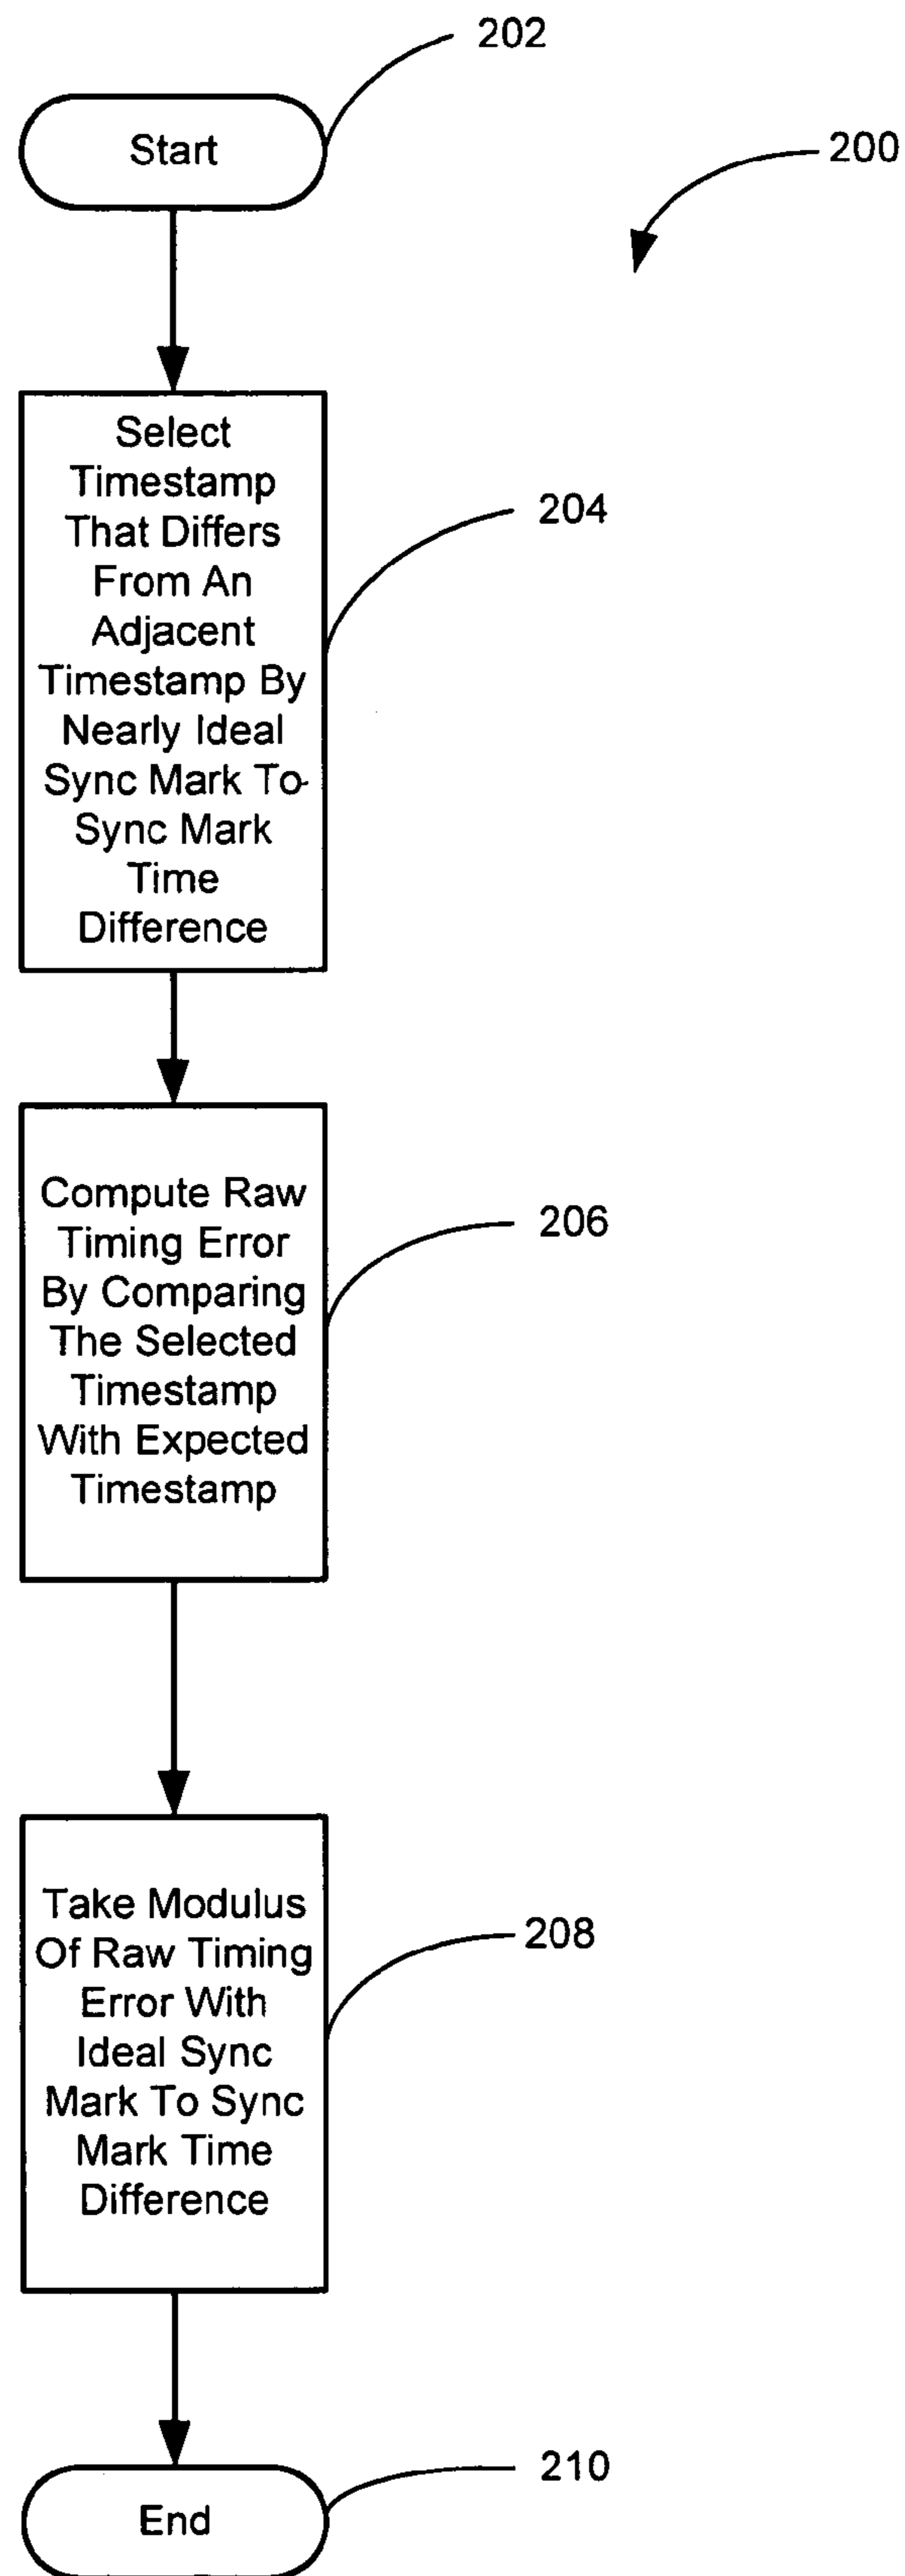 202
Start
200
Select
Timestamp
That Differs
From An
Adjacent
Timestamp By
Nearly Ideal
Sync Mark To-
Sync Mark
Time
Difference
204
Compute Raw
Timing Error
By Comparing
The Selected
Timestamp
With Expected
Timestamp
206
Take Modulus
Of Raw Timing
Error With
Ideal Sync
Mark To Sync
Mark Time
Difference
208
210
End